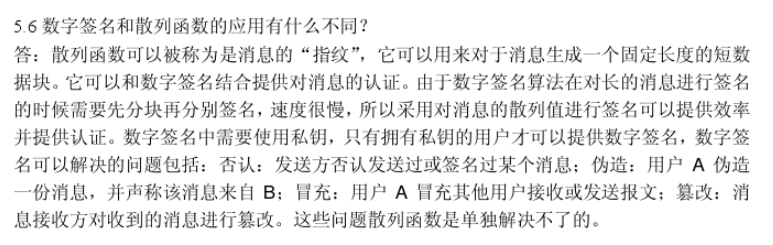 5.6 数字签名和散列函数的应用有什么不同?
答：散列函数可以被称为是消息的“指纹”，它可以用来对于消息生成一个固定长度的短数
据块。它可以和数字签名结合提供对消息的认证。由于数字签名算法在对长的消息进行签名
的时候需要先分块再分别签名，速度很慢，所以采用对消息的散列值进行签名可以提供效率
并提供认证。数字签名中需要使用私钥，只有拥有私钥的用户才可以提供数字签名，数字签
名可以解决的问题包括：否认：发送方否认发送过或签名过某个消息；伪造：用户 A 伪造
一份消息，并声称该消息来自 B；冒充：用户 A 冒充其他用户接收或发送报文；篡改：消
息接收方对收到的消息进行篡改。这些问题散列函数是单独解决不了的。